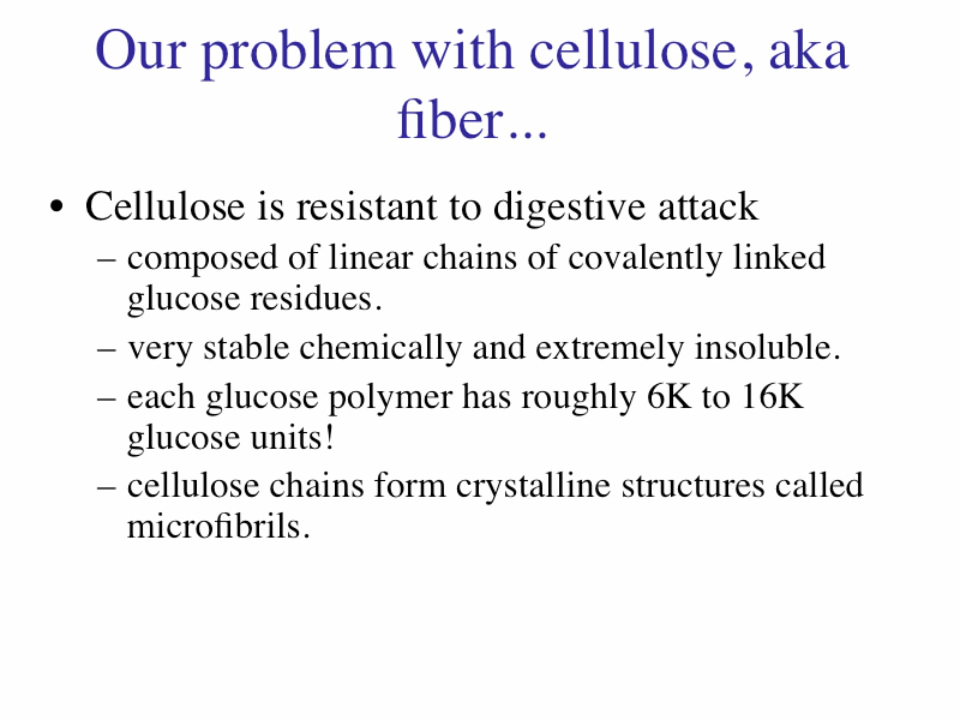 Our problem with cellulose, aka
fiber...
• Cellulose is resistant to digestive attack
– composed of linear chains of covalently linked
glucose residues.
– very stable chemically and extremely insoluble.
– each glucose polymer has roughly 6K to 16K
glucose units!
– cellulose chains form crystalline structures called
microfibrils.